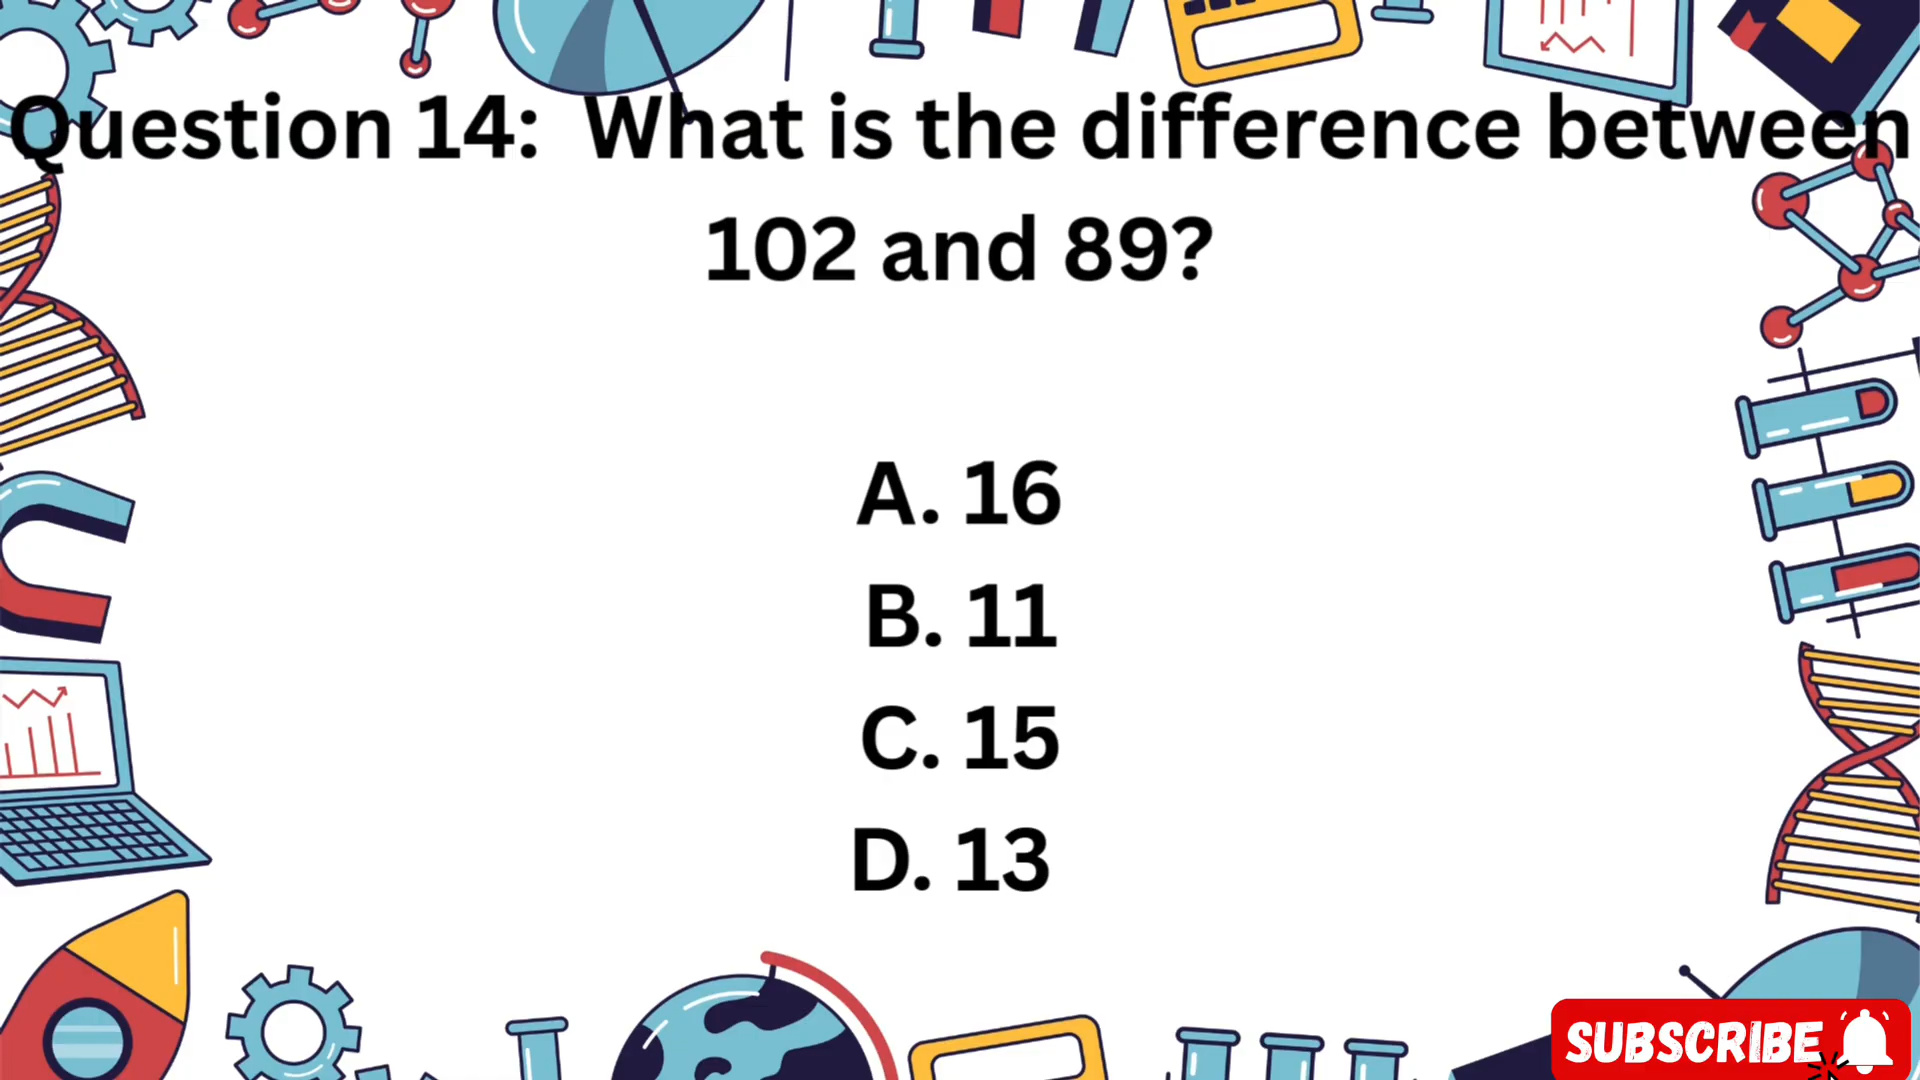 Question 14: What is the difference between
102 and 89?
A. 16
B. 11
C. 15
D. 13
SUBSCRIBE